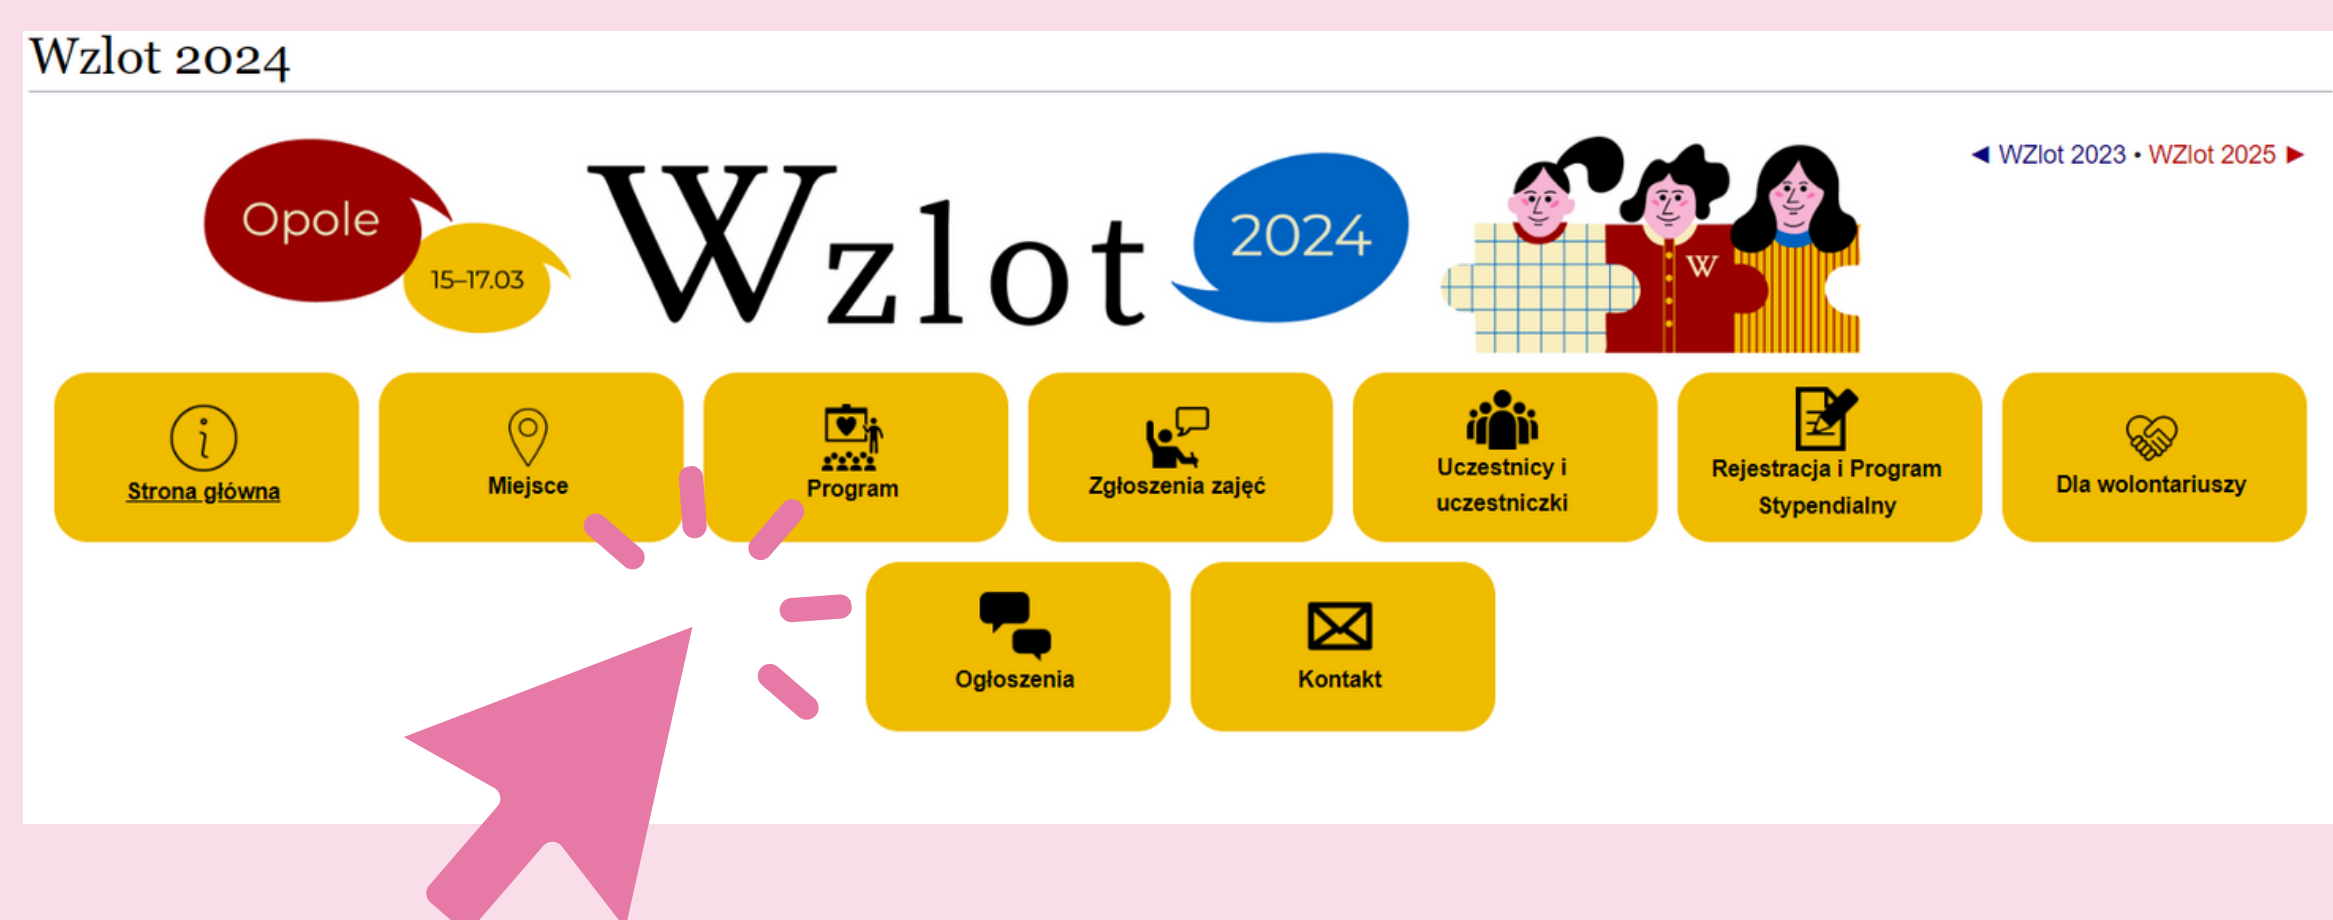 Wzlot 2024
◀ WZlot 2023 • WZlot 2025 ▶
Opole
15–17.03
Wzlot
2024
W
Strona główna
Miejsce
Program
Zgłoszenia zajęć
Uczestnicy i
uczestniczki
Rejestracja i Program
Stypendialny
Dla wolontariuszy
Ogłoszenia
Kontakt